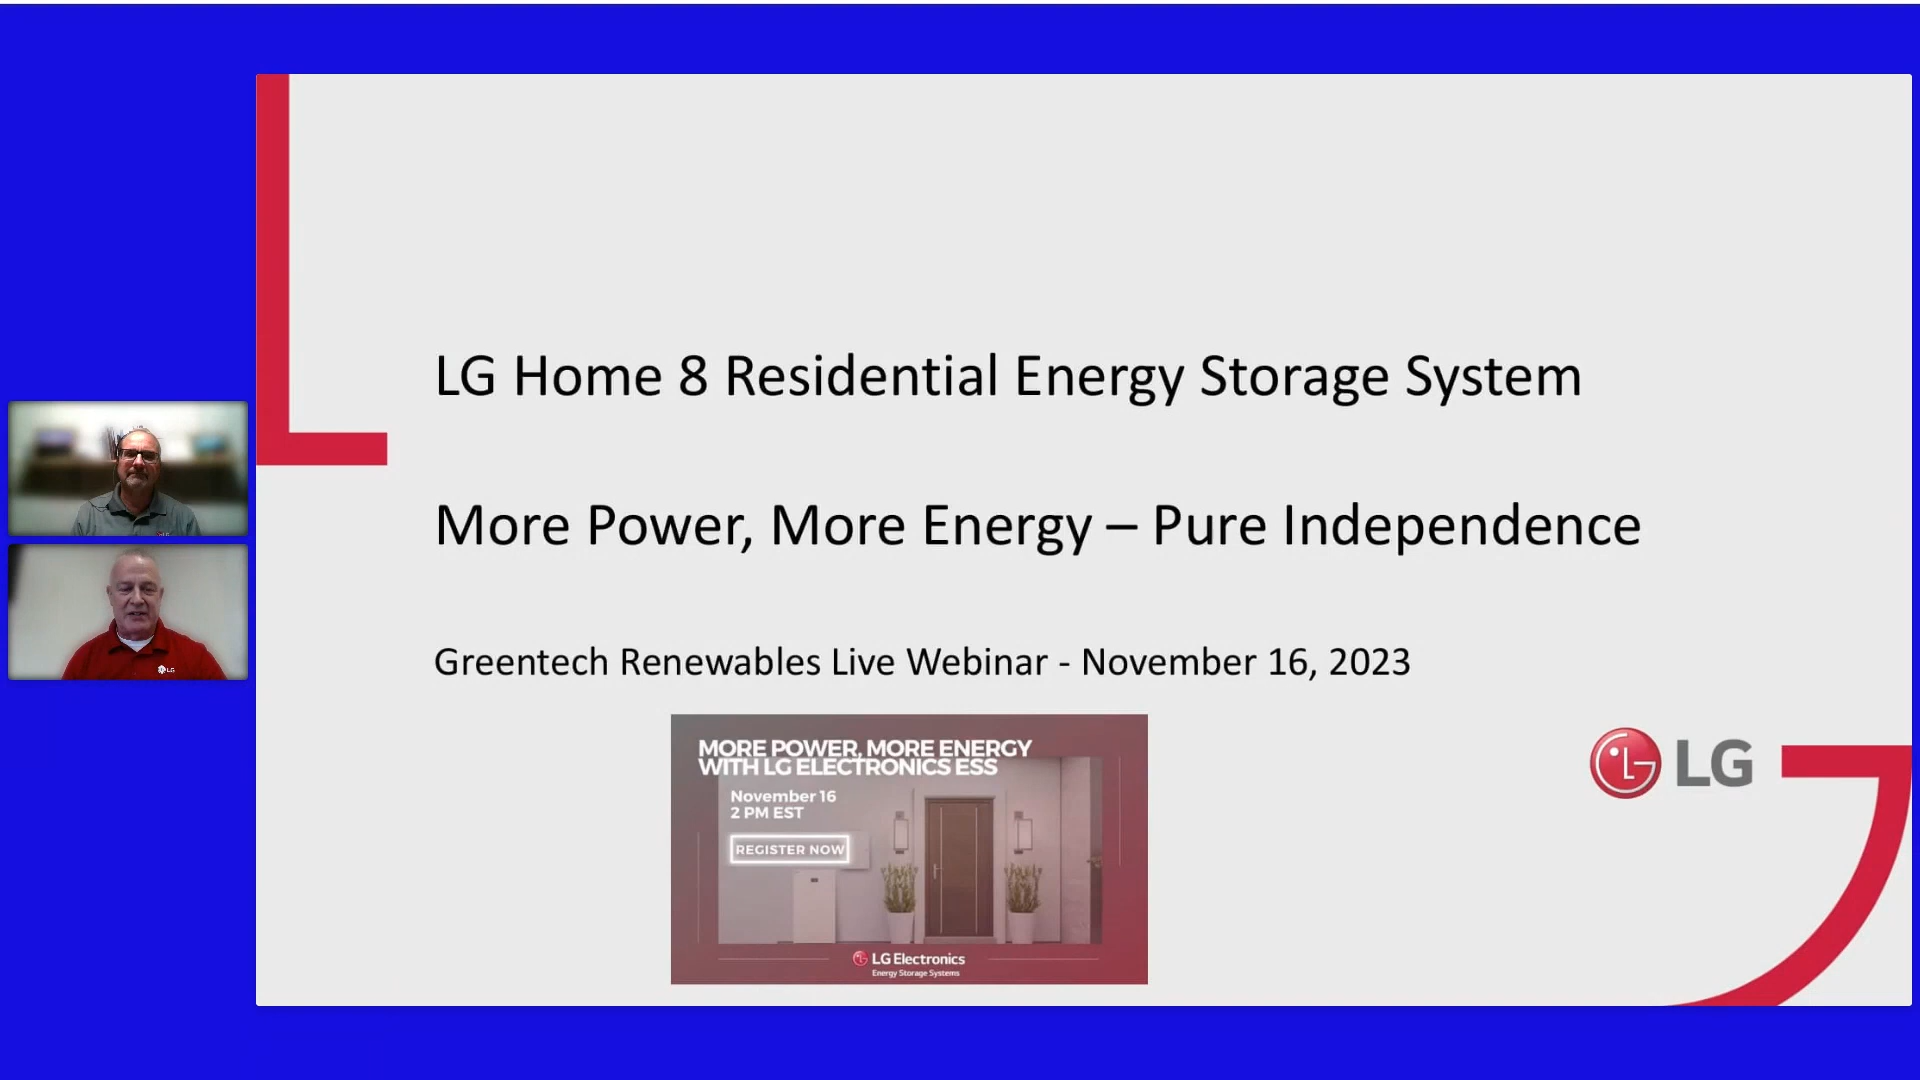 LG Home 8 Residential Energy Storage System
More Power, More Energy – Pure Independence
Greentech Renewables Live Webinar - November 16, 2023
MORE POWER, MORE ENERGY
WITH LG ELECTRONICS ESS
November 16
2 PM EST
REGISTER NOW
LG Electronics
Energy Storage Systems
LG
LG